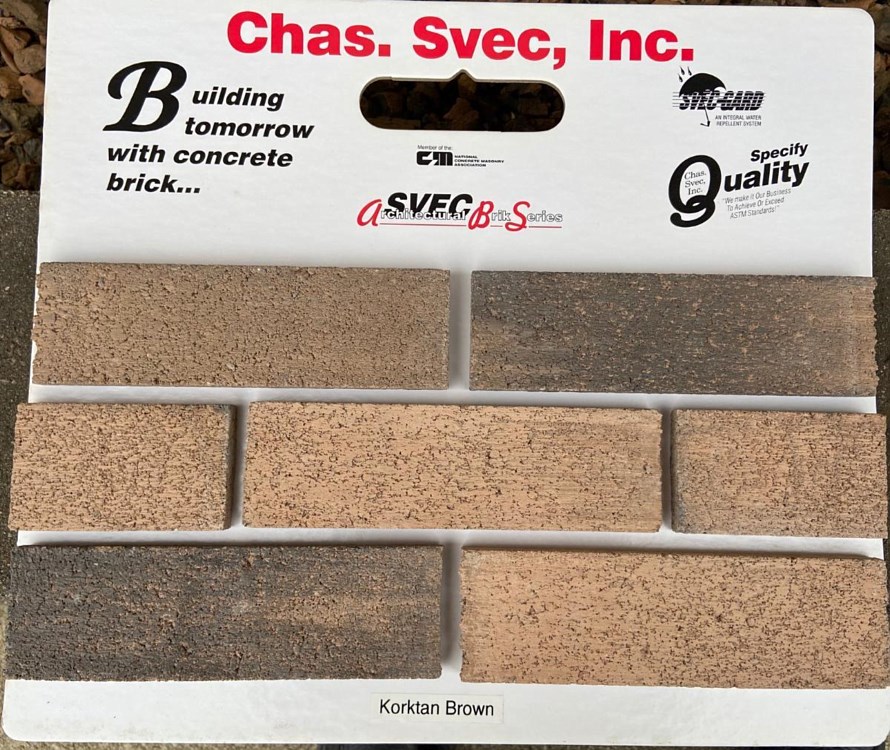 Chas. Svec, Inc.
Building
tomorrow
with concrete
brick...
Member of the:
NATIONAL
CONCRETE MASONRY
ASSOCIATION
SVEC
Architectural Brik Series
SVEC-GARD
AN INTEGRAL WATER
REPELLENT SYSTEM
Specify
Quality
Chas.
Svec,
Inc.
"We make It Our Business
To Achieve Or Exceed
ASTM Standards!"
Korktan Brown